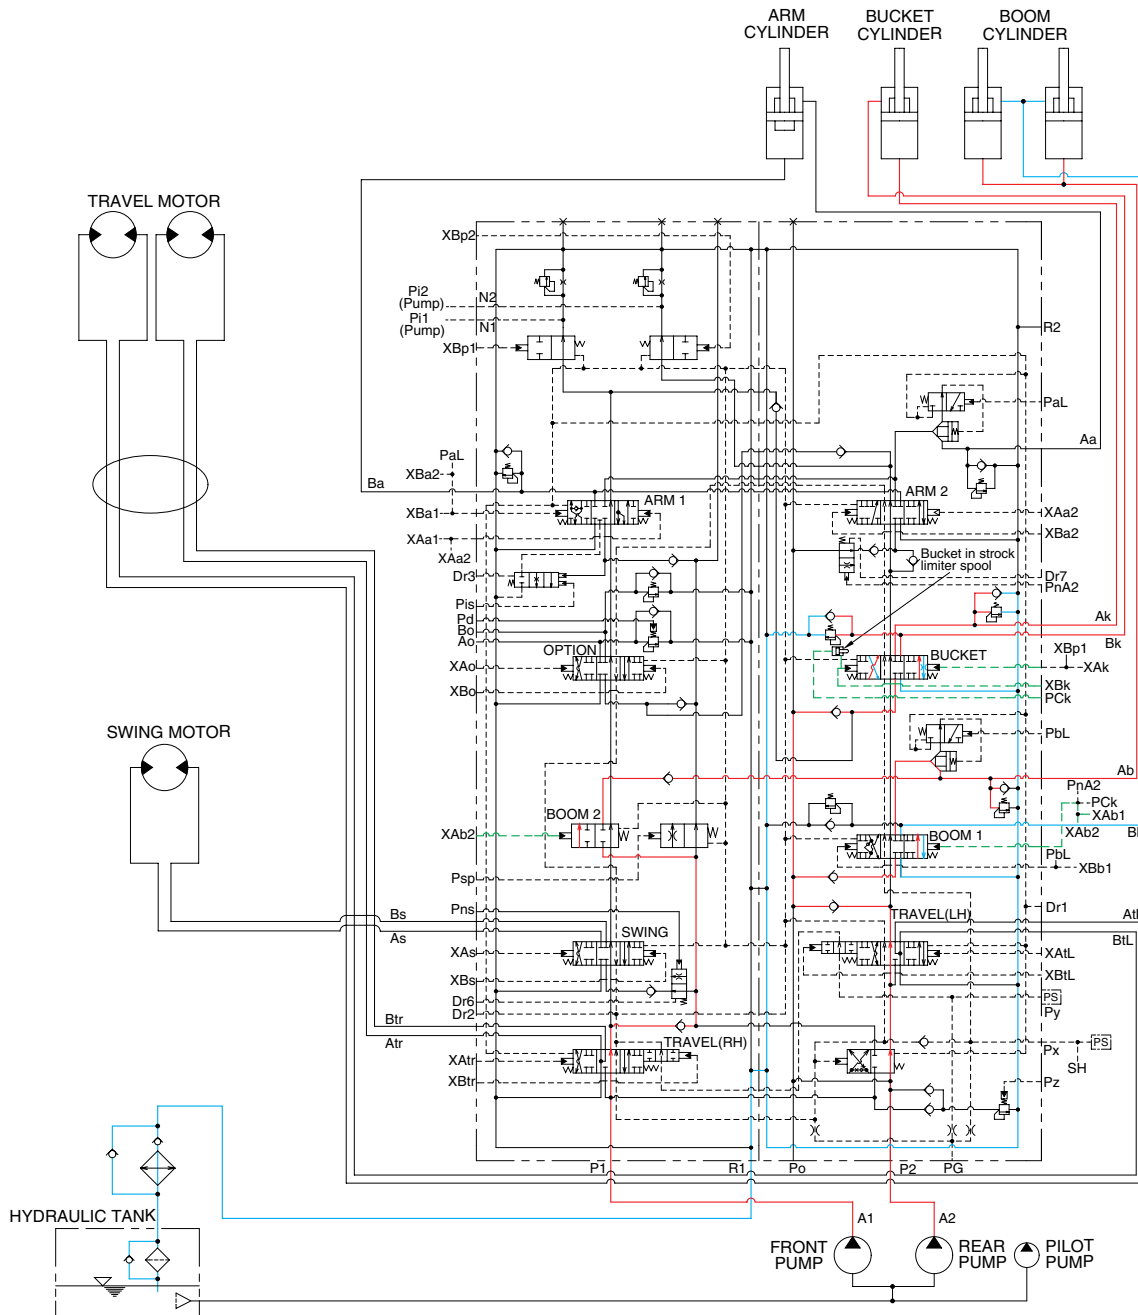 ARM
CYLINDER
BUCKET
CYLINDER
BOOM
CYLINDER
TRAVEL MOTOR
XBp2
Pi2
(Pump)
N2
Pi1
(Pump)
N1
R2
XBp1
PaL
Aa
PaL
XBa2
Ba
ARM 1
ARM 2
XBa1
XAa2
XAa1
XBa2
XAa2
Bucket in strock
limiter spool
Dr3
Dr7
PnA2
Pis
Pd
Bo
Ao
Ak
Bk
OPTION
BUCKET
XBp1
XAo
XAk
XBo
XBk
PCk
SWING MOTOR
PbL
Ab
PnA2
PCk
XAb1
BOOM 2
BOOM 1
XAb2
XAb2
Bb
PbL
XBb1
Psp
Pns
Dr1
Bs
TRAVEL(LH)
AtL
As
SWING
BtL
XAs
XAtL
XBs
XBtL
Dr6
PS
Dr2
Py
Btr
Atr
TRAVEL(RH)
PS
Px
XAtr
SH
XBtr
Pz
P1
R1
Po
P2
PG
HYDRAULIC TANK
A1
A2
FRONT
PUMP
REAR
PUMP
PILOT
PUMP